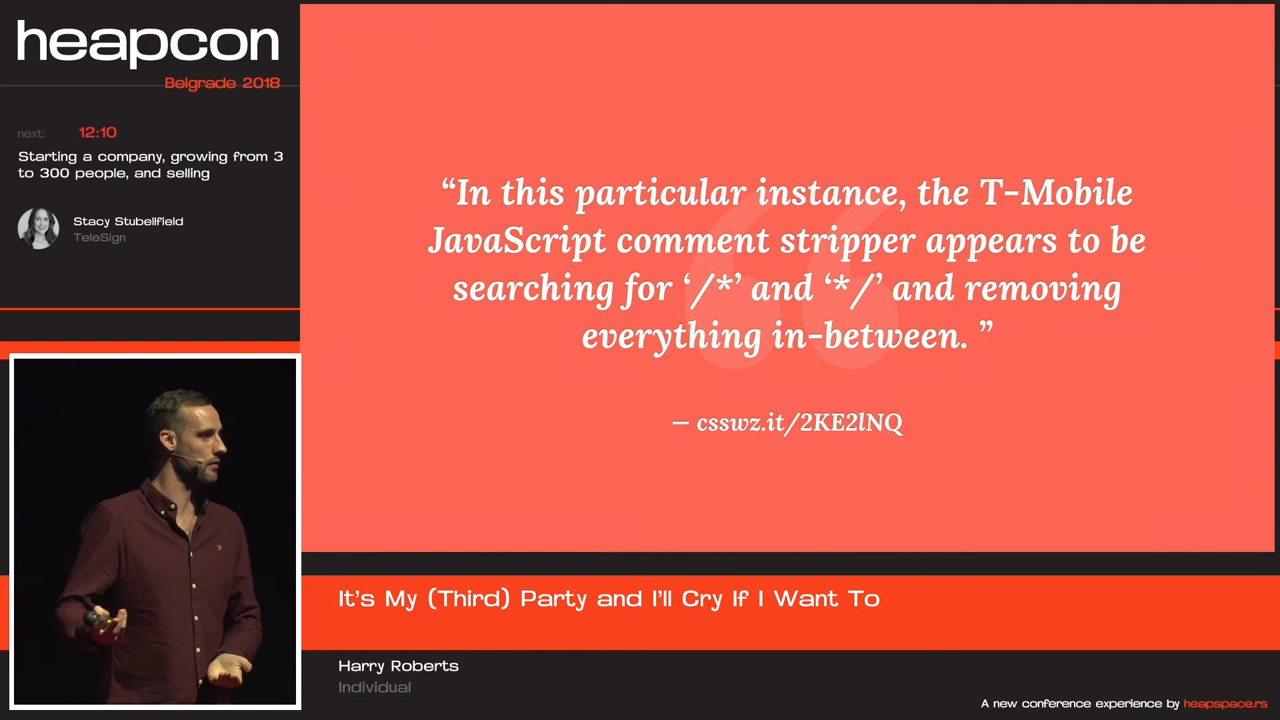 heapcon
Belgrade 2018
next: 12:10
Starting a company, growing from 3
to 300 people, and selling
Stacy Stubellfield
TeleSign
“In this particular instance, the T-Mobile
JavaScript comment stripper appears to be
searching for ‘/*’ and ‘*/’ and removing
everything in-between. ”
— csswz.it/2KE2lNQ
It's My (Third) Party and I'll Cry If I Want To
Harry Roberts
Individual
A new conference experience by heapspace.rs